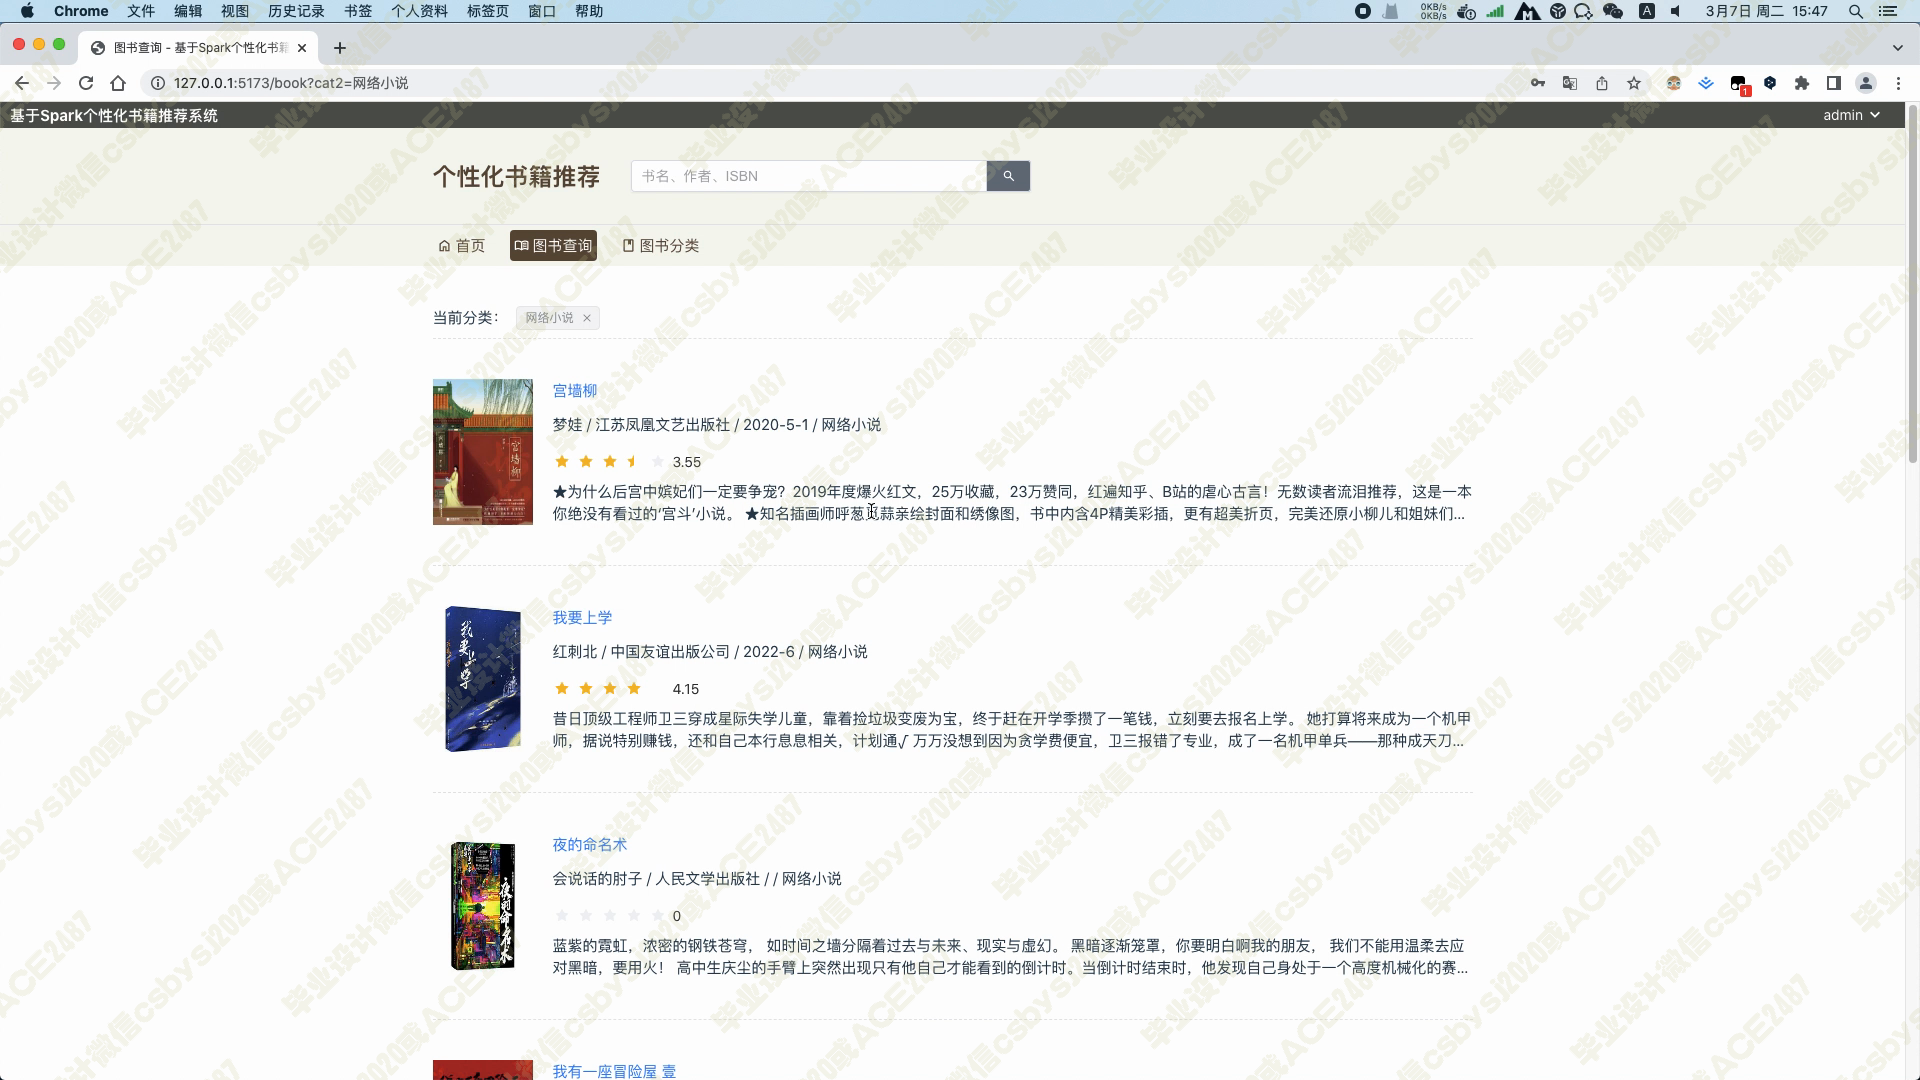 Chrome 文件 编辑 视图 历史记录 书签 个人资料 标签页 窗口 帮助 0KB/s 0KB/s A 3月7日 周二 15:47
图书查询 - 基于Spark个性化书籍
127.0.0.1:5173/book?cat2=网络小说 1
基于Spark个性化书籍推荐系统 admin
个性化书籍推荐 书名、作者、ISBN
首页 图书查询 图书分类
当前分类： 网络小说 ×
宫墙柳
梦娃 / 江苏凤凰文艺出版社 / 2020-5-1 / 网络小说
3.55
★为什么后宫中嫔妃们一定要争宠？2019年度爆火红文，25万收藏，23万赞同，红遍知乎、B站的虐心古言！无数读者流泪推荐，这是一本
你绝没有看过的‘宫斗’小说。 ★知名插画师呼葱觅蒜亲绘封面和绣像图，书中内含4P精美彩插，更有超美折页，完美还原小柳儿和姐妹们...
宫墙柳
我要上学
红刺北 / 中国友谊出版公司 / 2022-6 / 网络小说
4.15
昔日顶级工程师卫三穿成星际失学儿童，靠着捡垃圾变废为宝，终于赶在开学季攒了一笔钱，立刻要去报名上学。 她打算将来成为一个机甲
师，据说特别赚钱，还和自己本行息息相关，计划通√ 万万没想到因为贪学费便宜，卫三报错了专业，成了一名机甲单兵——那种成天刀...
我要上学
夜的命名术
会说话的肘子 / 人民文学出版社 / / 网络小说
0
蓝紫的霓虹，浓密的钢铁苍穹， 如时间之墙分隔着过去与未来、现实与虚幻。 黑暗逐渐笼罩，你要明白啊我的朋友， 我们不能用温柔去应
对黑暗，要用火！ 高中生庆尘的手臂上突然出现只有他自己才能看到的倒计时。当倒计时结束时，他发现自己身处于一个高度机械化的赛...
夜的命名术
我有一座冒险屋 壹
毕业设计微信csbysj2020或ACE2487